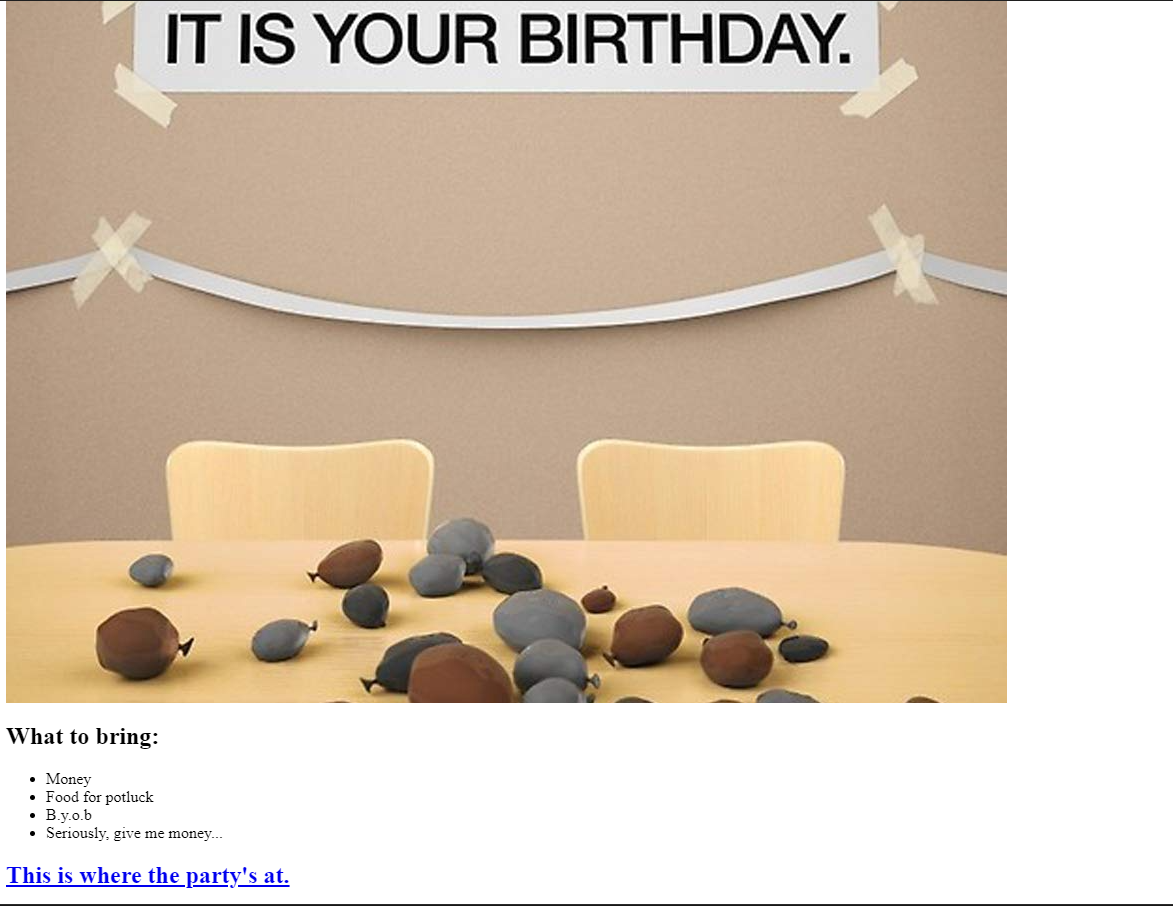 IT IS YOUR BIRTHDAY.
What to bring:
Money
Food for potluck
B.y.o.b
Seriously, give me money...
This is where the party's at.